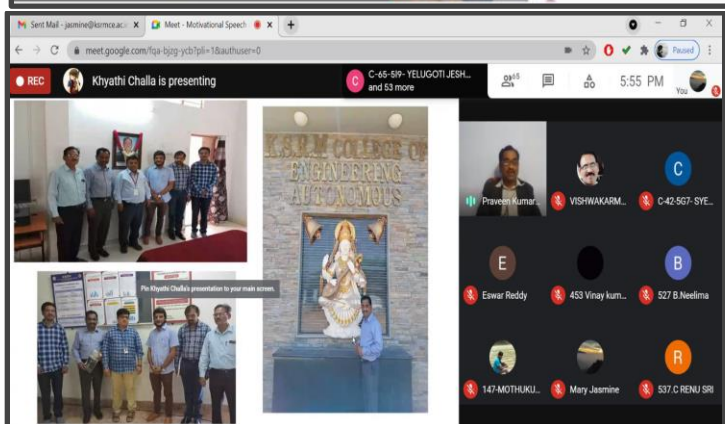 Sent Mail - jasmine@ksrmce.ac.i
Meet - Motivational Speech
meet.google.com/fqa-bjzg-ycb?pli=1&authuser=0
Paused
REC
Khyathi Challa is presenting
C
C-65-5I9- YELUGOTI JESH...
and 53 more
65
5:55 PM
You
K.S.R.M COLLEGE OF
ENGINEERING
AUTONOMOUS
Pin Khyathi Challa's presentation to your main screen.
Praveen Kumar...
VISHWAKARM...
C
C-42-5G7- SYE...
E
Eswar Reddy
453 Vinay kum...
B
527 B.Neelima
147-MOTHUKU...
Mary Jasmine
R
537.C RENU SRI